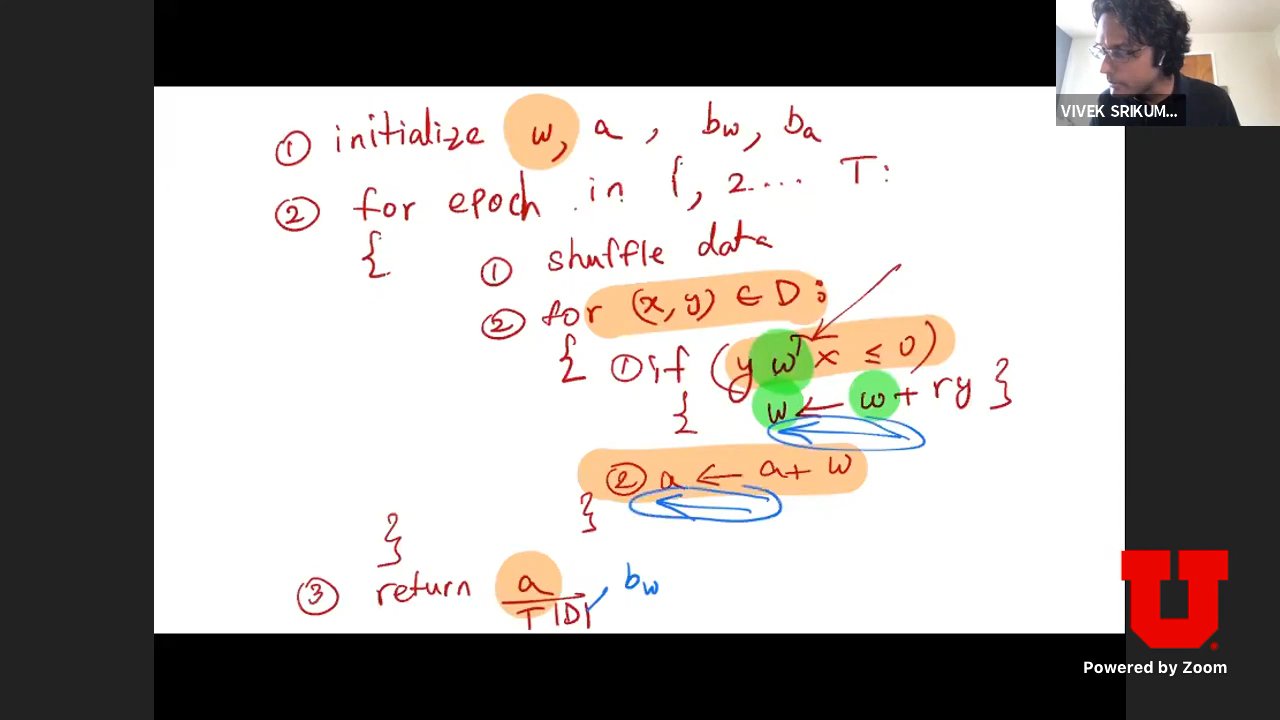 ① initialize w, a, bw, ba
② for epoch in 1, 2 ... T:
{
① shuffle data
② for (x, y) ∈ D:
{ ① if (y wᵀx ≤ 0)
{ w ← w + ry }
② a ← a + w
}
}
③ return a / T|D|, bw
VIVEK SRIKUM...
U
Powered by Zoom